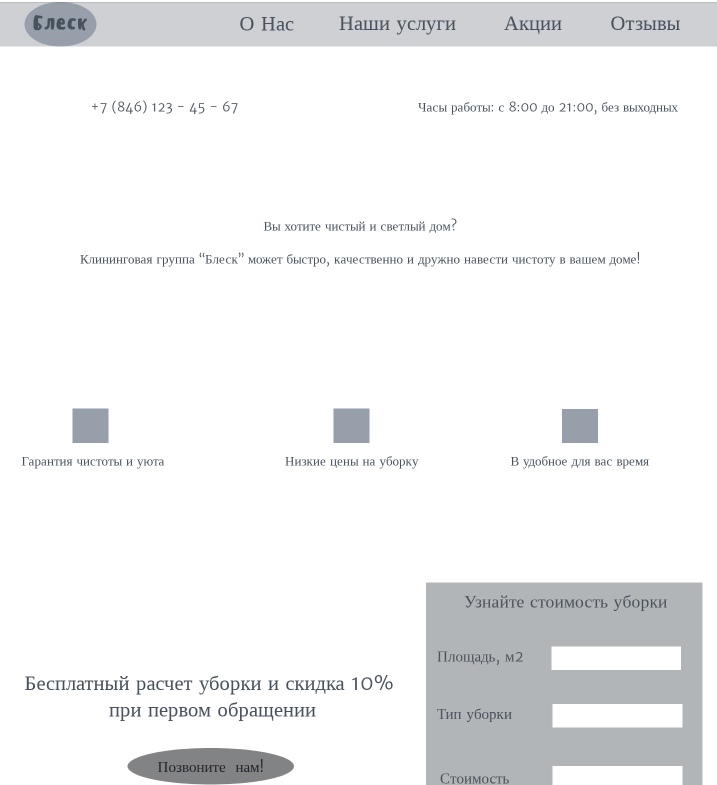 Блеск О Нас Наши услуги Акции Отзывы
+7 (846) 123 - 45 - 67 Часы работы: с 8:00 до 21:00, без выходных
Вы хотите чистый и светлый дом?
Клининговая группа “Блеск” может быстро, качественно и дружно навести чистоту в вашем доме!
Гарантия чистоты и уюта Низкие цены на уборку В удобное для вас время
Бесплатный расчет уборки и скидка 10%
при первом обращении
Позвоните нам!
Узнайте стоимость уборки
Площадь, м2
Тип уборки
Стоимость